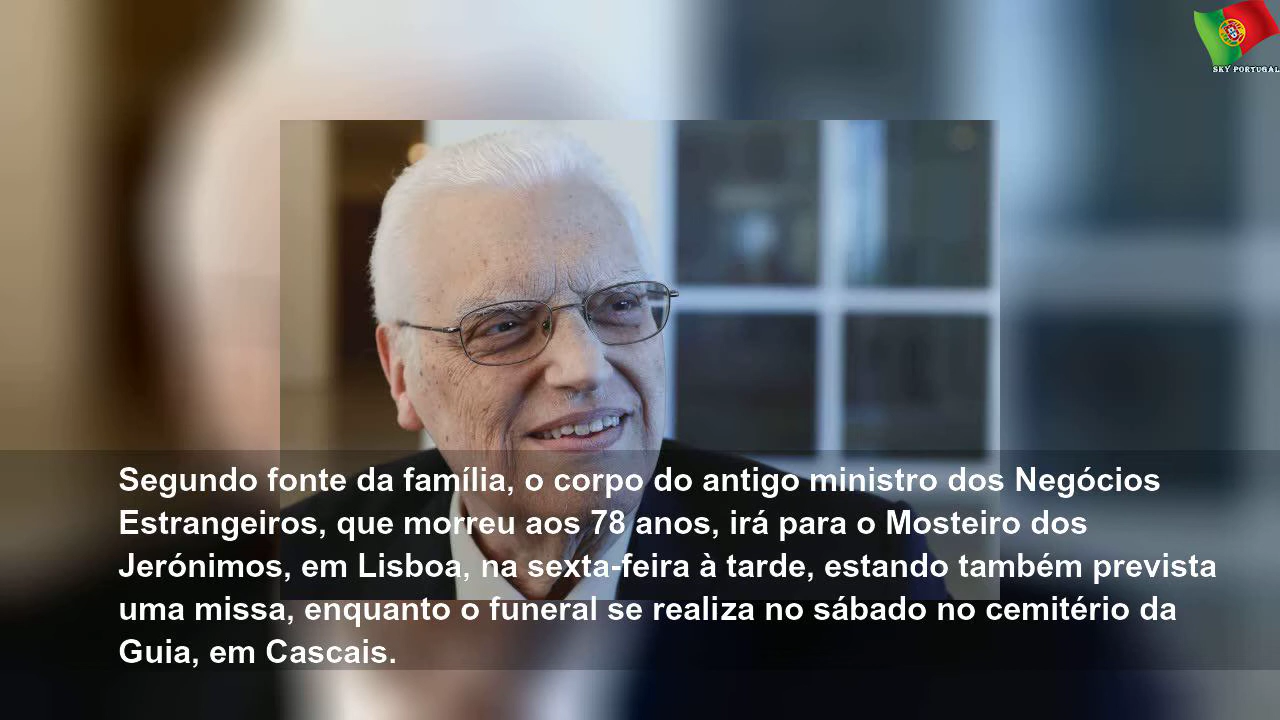 SKY PORTUGAL
Segundo fonte da família, o corpo do antigo ministro dos Negócios
Estrangeiros, que morreu aos 78 anos, irá para o Mosteiro dos
Jerónimos, em Lisboa, na sexta-feira à tarde, estando também prevista
uma missa, enquanto o funeral se realiza no sábado no cemitério da
Guia, em Cascais.